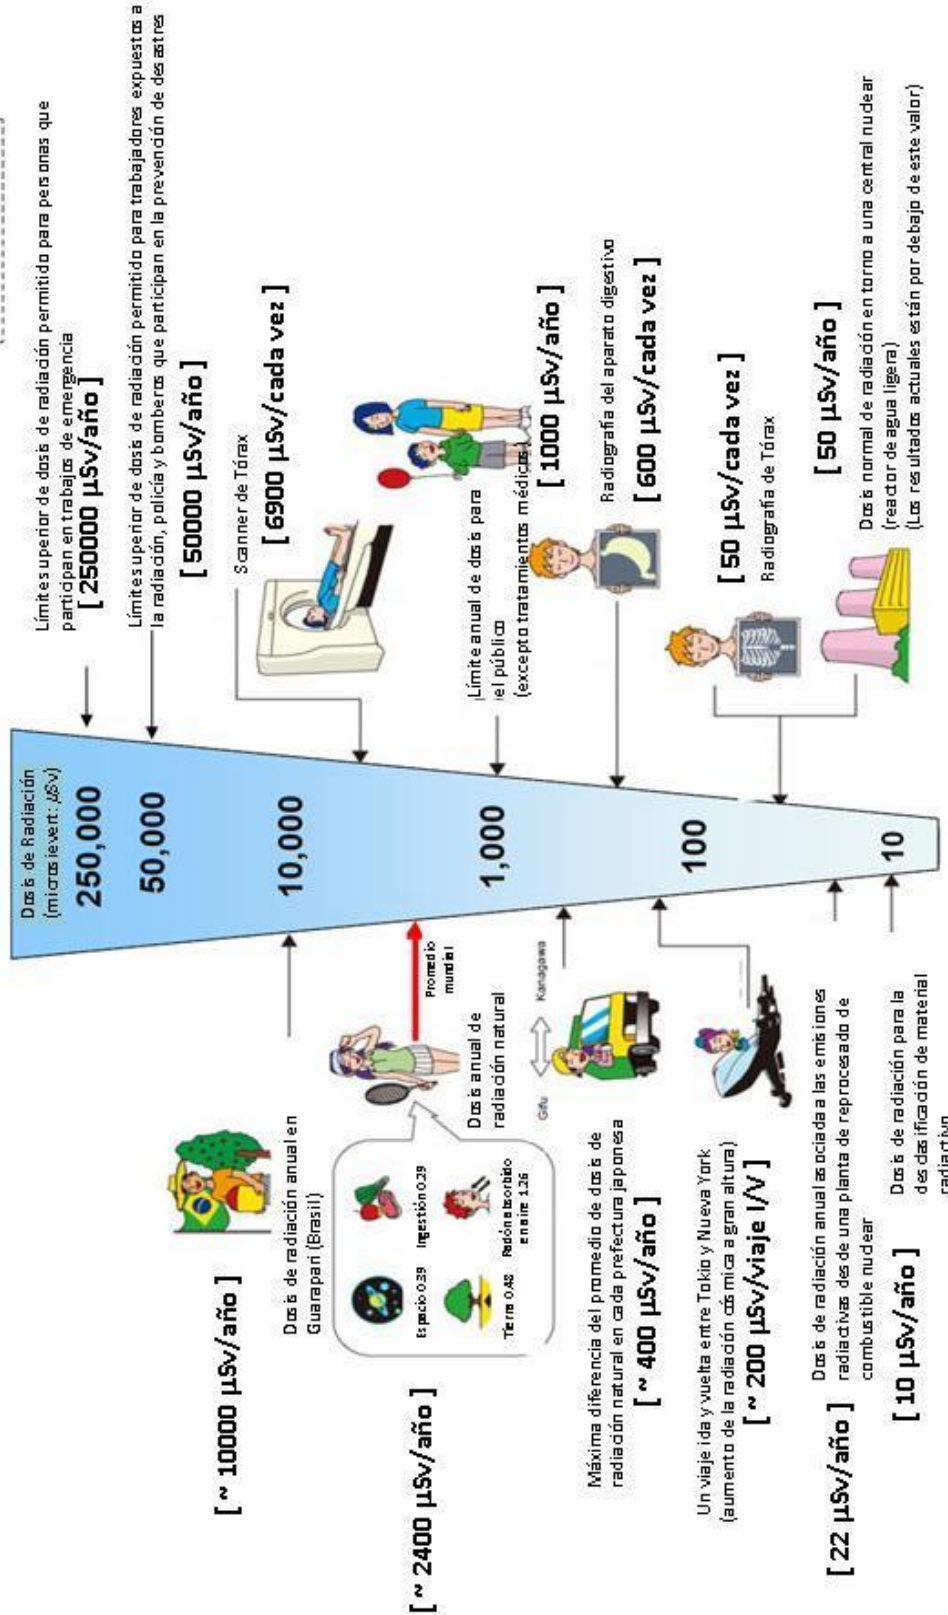 Dosis de Radiación
(microsievert: μSv)
250,000
50,000
10,000
1,000
100
10
Límite superior de dosis de radiación permitido para personas que
participan en trabajos de emergencia
[ 250000 μSv/año ]
Límite superior de dosis de radiación permitido para trabajadores expuestos a
la radiación, policía y bomberos que participan en la prevención de desastres
[ 50000 μSv/año ]
Scanner de Tórax
[ 6900 μSv/cada vez ]
Límite anual de dosis para
el público
(excepto tratamientos médicos)
[ 1000 μSv/año ]
Radiografía del aparato digestivo
[ 600 μSv/cada vez ]
[ 50 μSv/cada vez ]
Radiografía de Tórax
[ 50 μSv/año ]
Dosis normal de radiación en torno a una central nuclear
(reactor de agua ligera)
(Los resultados actuales están por debajo de este valor)
[ ~ 10000 μSv/año ]
Dosis de radiación anual en
Guarapari (Brasil)
[ ~ 2400 μSv/año ]
Espacio 0.39
Ingestión 0.29
Tierra 0.48
Radón absorbido
en aire 1.26
Dosis anual de
radiación natural
Promedio
mundial
Gifu
Kanagawa
Máxima diferencia del promedio de dosis de
radiación natural en cada prefectura japonesa
[ ~ 400 μSv/año ]
Un viaje ida y vuelta entre Tokio y Nueva York
(aumento de la radiación cósmica a gran altura)
[ ~ 200 μSv/viaje I/V ]
[ 22 μSv/año ]
Dosis de radiación anual asociada a las emisiones
radiactivas desde una planta de reprocesado de
combustible nuclear
[ 10 μSv/año ]
Dosis de radiación para la
desclasificación de material
radiactivo